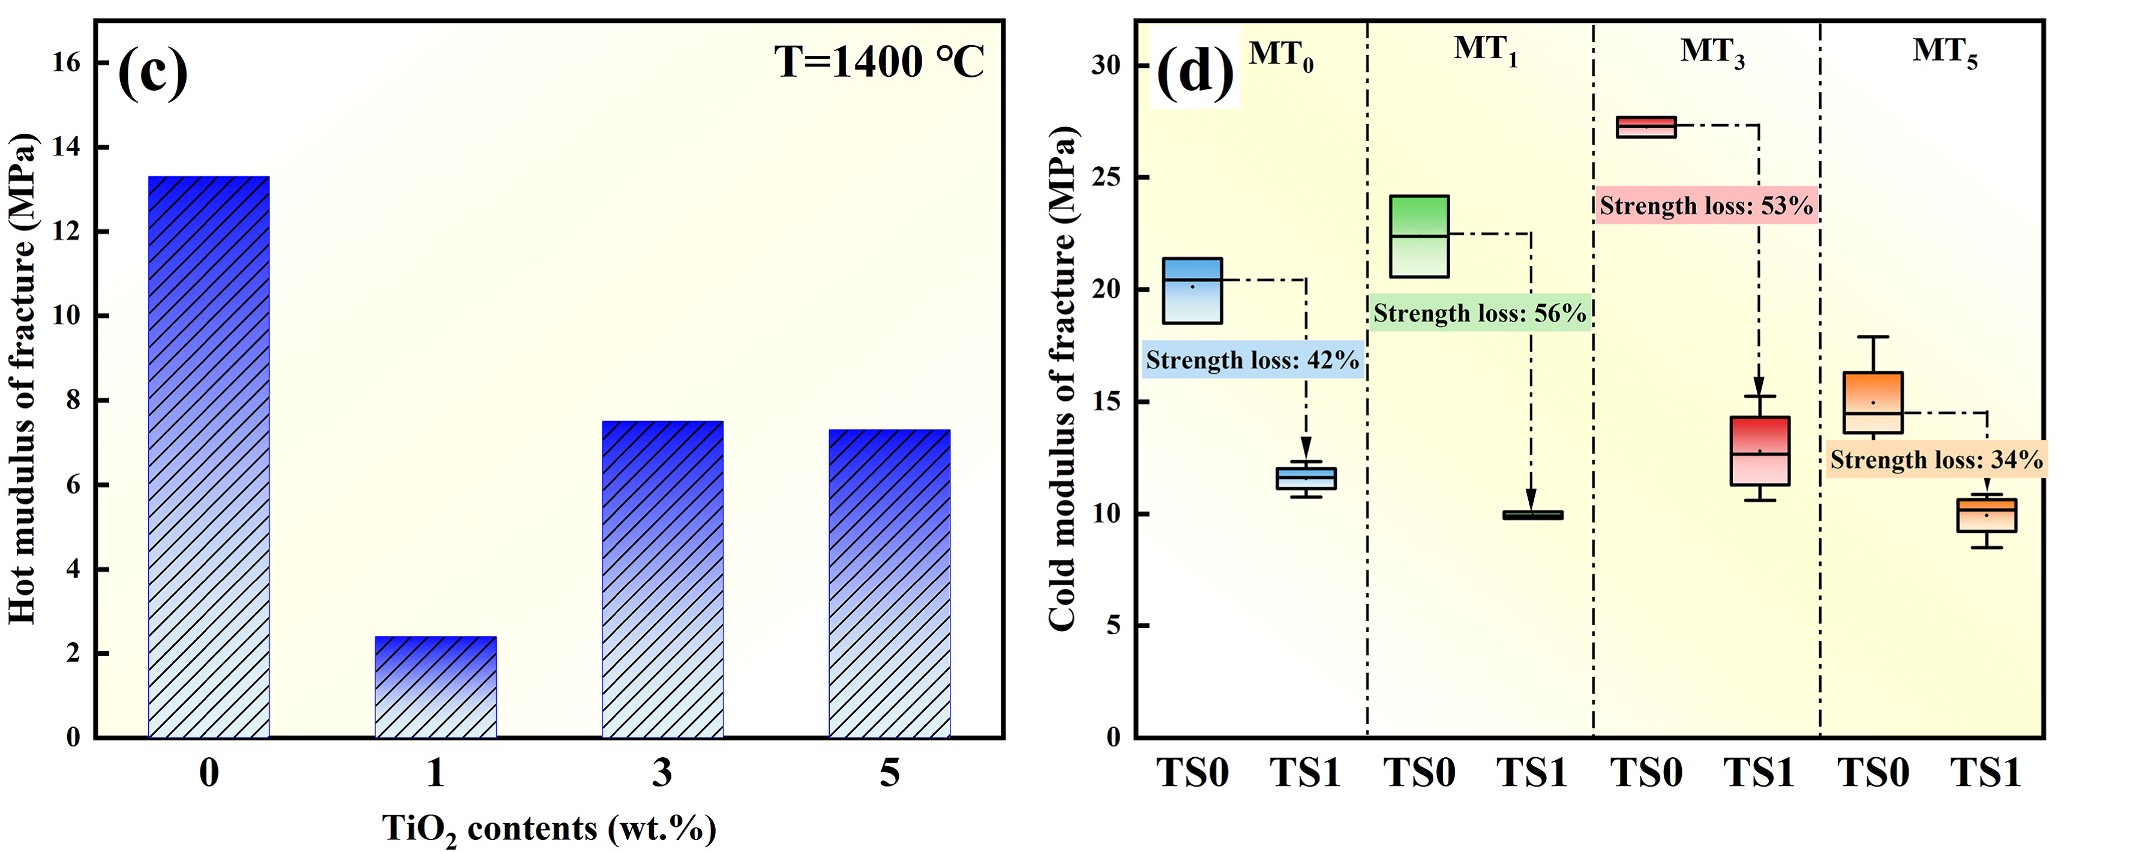 (c)
T=1400 ℃
Hot mudulus of fracture (MPa)
16
14
12
10
8
6
4
2
0
0 1 3 5
TiO₂ contents (wt.%)
(d)
MT₀ MT₁ MT₃ MT₅
Cold modulus of fracture (MPa)
30
25
20
15
10
5
0
Strength loss: 42%
Strength loss: 56%
Strength loss: 53%
Strength loss: 34%
TS0 TS1 TS0 TS1 TS0 TS1 TS0 TS1